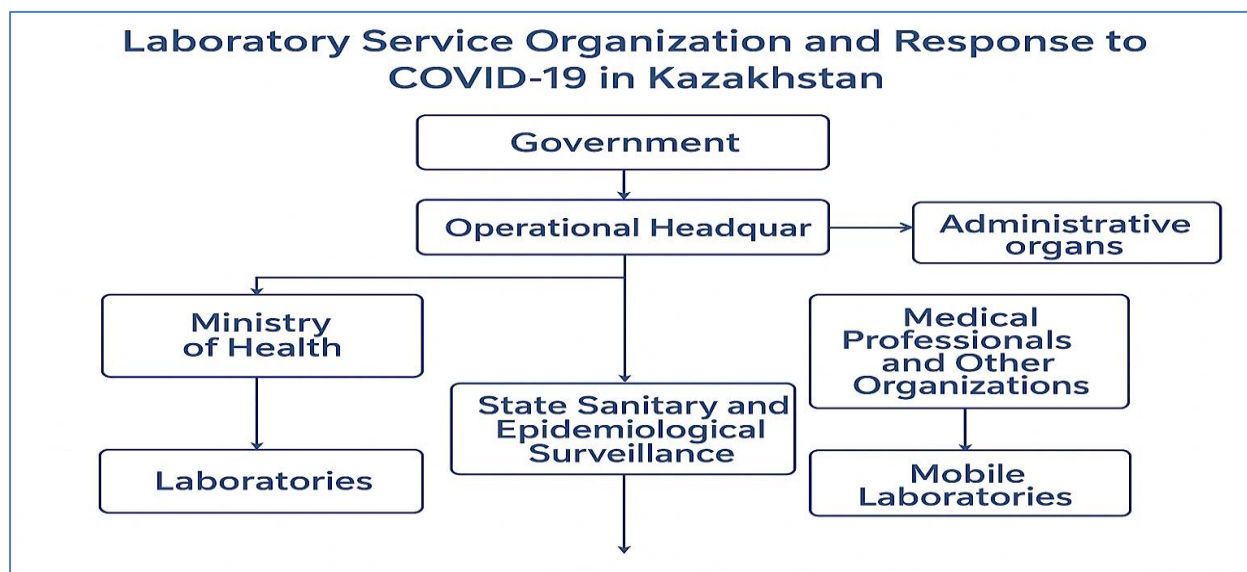 Laboratory Service Organization and Response to
COVID-19 in Kazakhstan
Government
Operational Headquar
Administrative
organs
Ministry
of Health
Medical
Professionals
and Other
Organizations
State Sanitary and
Epidemiological
Surveillance
Laboratories
Mobile
Laboratories